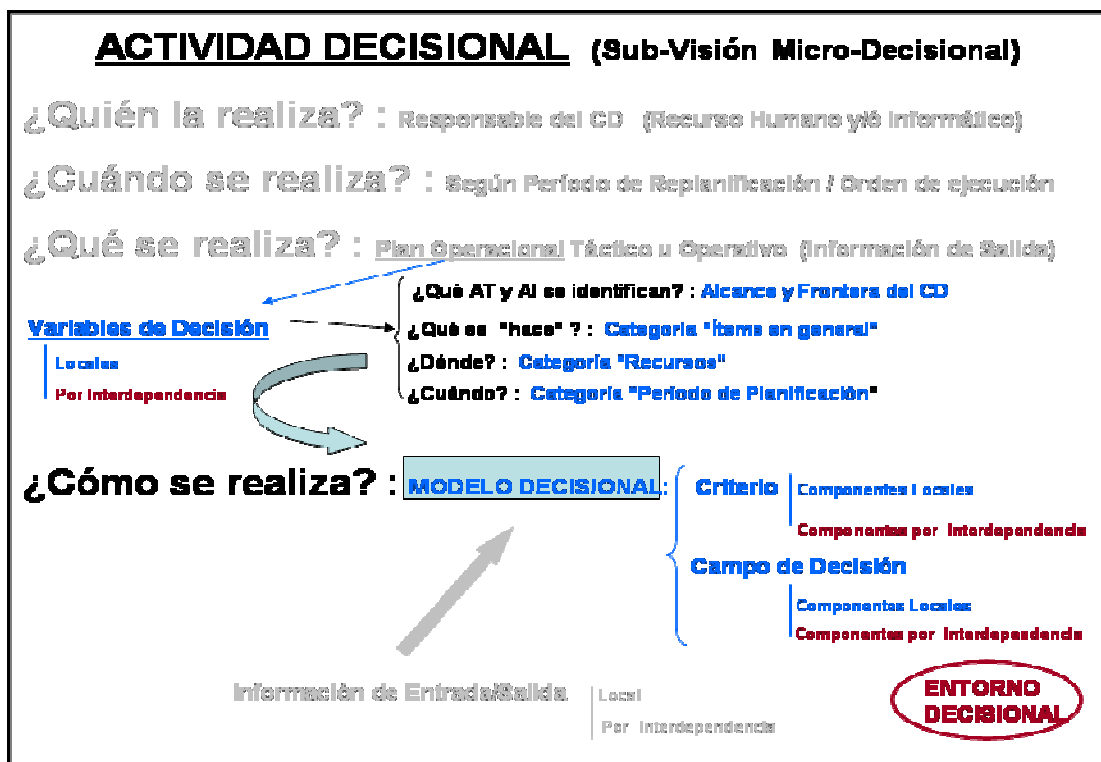 ACTIVIDAD DECISIONAL (Sub-Visión Micro-Decisional)
¿Quién la realiza? : Responsable del CD (Recurso Humano y/ó Informático)
¿Cuándo se realiza? : Según Período de Replanificación / Orden de ejecución
¿Qué se realiza? : Plan Operacional Táctico u Operativo (Información de Salida)
¿Qué AT y AI se identifican? : Alcance y Frontera del CD
Variables de Decisión
¿Qué se "hace" ? : Categoría "Ítems en general"
Locales
¿Dónde? : Categoría "Recursos"
Por Interdependencia
¿Cuándo? : Categoría "Período de Planificación"
¿Cómo se realiza? : MODELO DECISIONAL:
Criterio
Componentes Locales
Componentes por Interdependencia
Campo de Decisión
Componentes Locales
Componentes por Interdependencia
Información de Entrada/Salida
Local
Por Interdependencia
ENTORNO
DECISIONAL